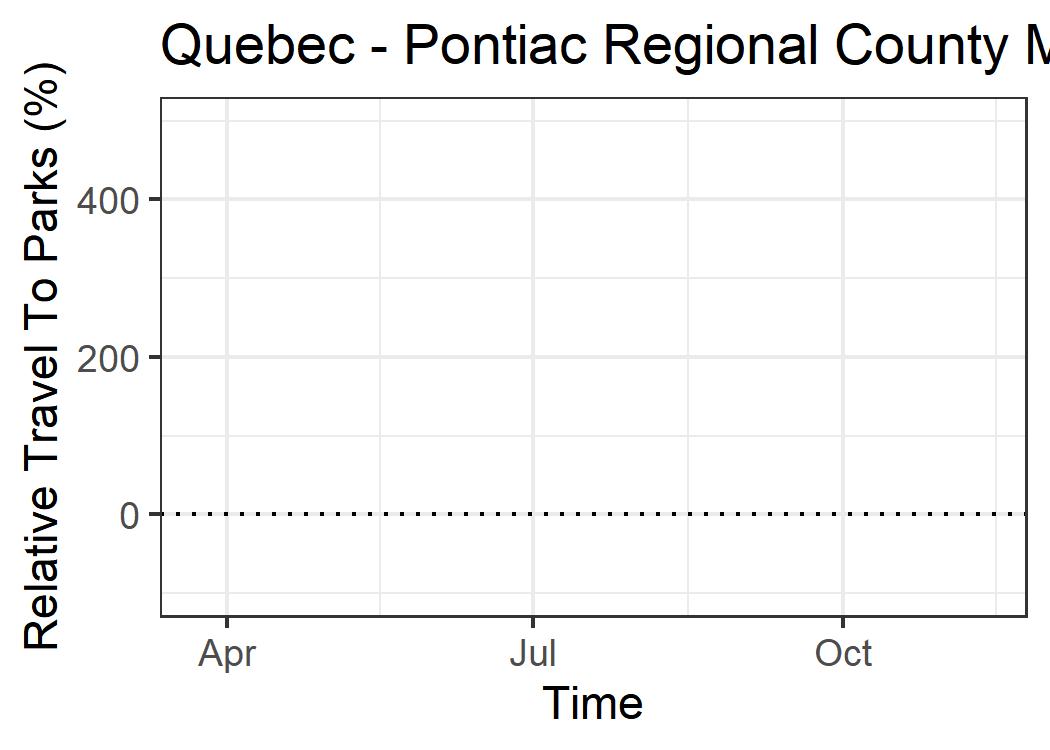 Quebec - Pontiac Regional County M
Relative Travel To Parks (%)
400
200
0
Apr Jul Oct
Time